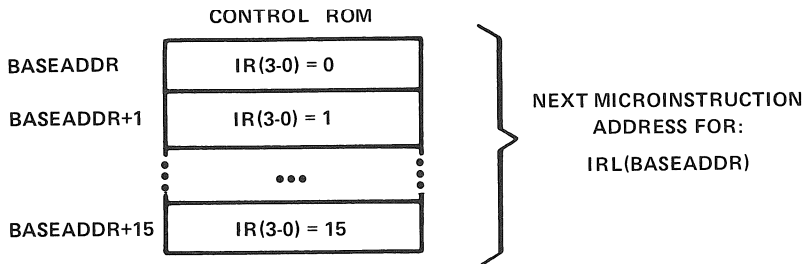 CONTROL ROM
BASEADDR
IR(3-0) = 0
BASEADDR+1
IR(3-0) = 1
•••
BASEADDR+15
IR(3-0) = 15
NEXT MICROINSTRUCTION
ADDRESS FOR:
IRL(BASEADDR)